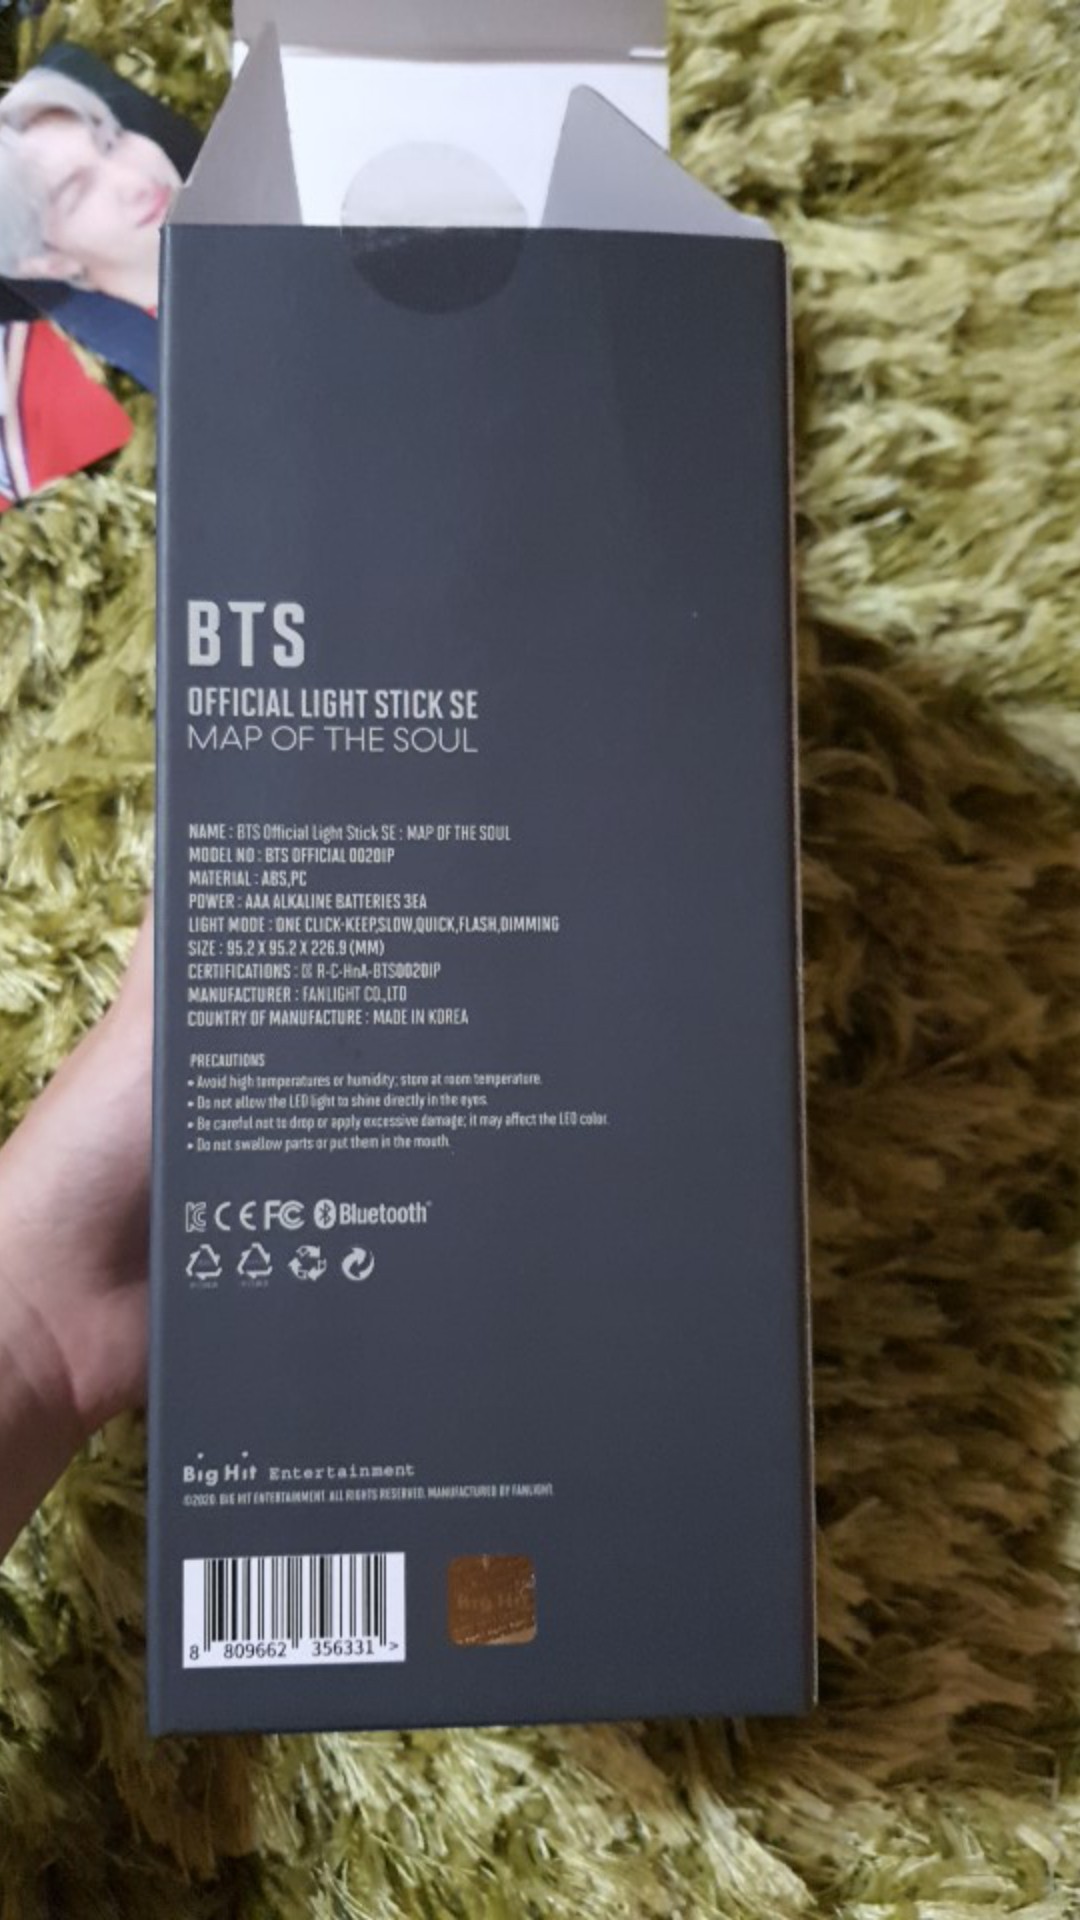 BTS
OFFICIAL LIGHT STICK SE
MAP OF THE SOUL
NAME : BTS Official Light Stick SE : MAP OF THE SOUL
MODEL NO : BTS OFFICIAL 0020IP
MATERIAL : ABS,PC
POWER : AAA ALKALINE BATTERIES 3EA
LIGHT MODE : ONE CLICK-KEEP,SLOW,QUICK,FLASH,DIMMING
SIZE : 95.2 X 95.2 X 226.9 (MM)
CERTIFICATIONS : R-C-HnA-BTS0020IP
MANUFACTURER : FANLIGHT CO.,LTD
COUNTRY OF MANUFACTURE : MADE IN KOREA
PRECAUTIONS
• Avoid high temperatures or humidity; store at room temperature.
• Do not allow the LED light to shine directly in the eyes.
• Be careful not to drop or apply excessive damage; it may affect the LED color.
• Do not swallow parts or put them in the mouth.
CE FC Bluetooth
Big Hit Entertainment
©2020. BIG HIT ENTERTAINMENT. ALL RIGHTS RESERVED. MANUFACTURED BY FANLIGHT.
8 809662 356331 >
Big Hit